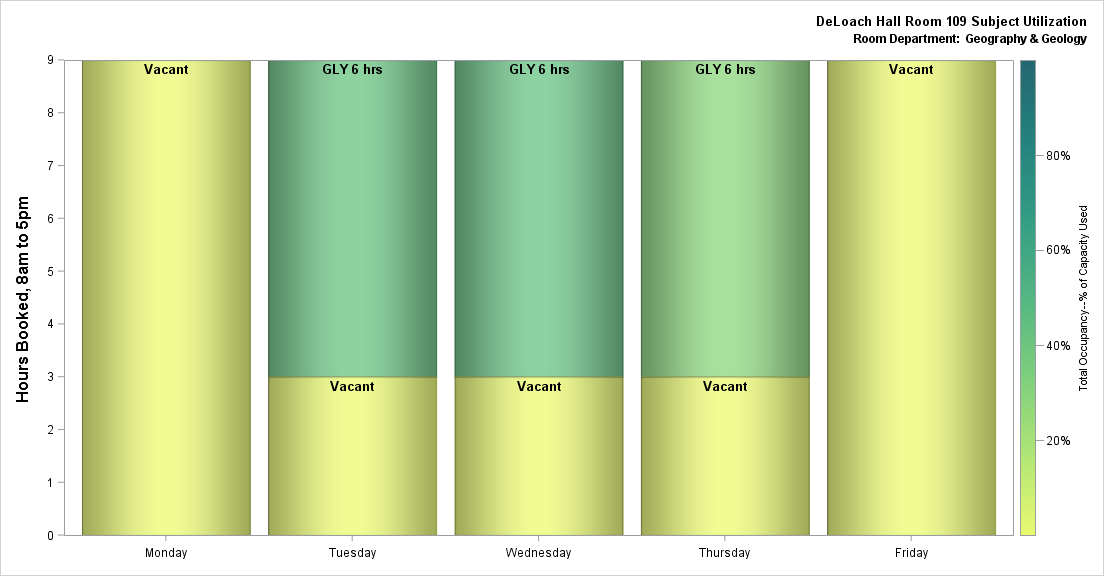 DeLoach Hall Room 109 Subject Utilization
Room Department: Geography & Geology
Hours Booked, 8am to 5pm
9
8
7
6
5
4
3
2
1
0
Vacant
GLY 6 hrs
GLY 6 hrs
GLY 6 hrs
Vacant
Vacant
Vacant
Vacant
Monday
Tuesday
Wednesday
Thursday
Friday
80%
60%
40%
20%
Total Occupancy--% of Capacity Used